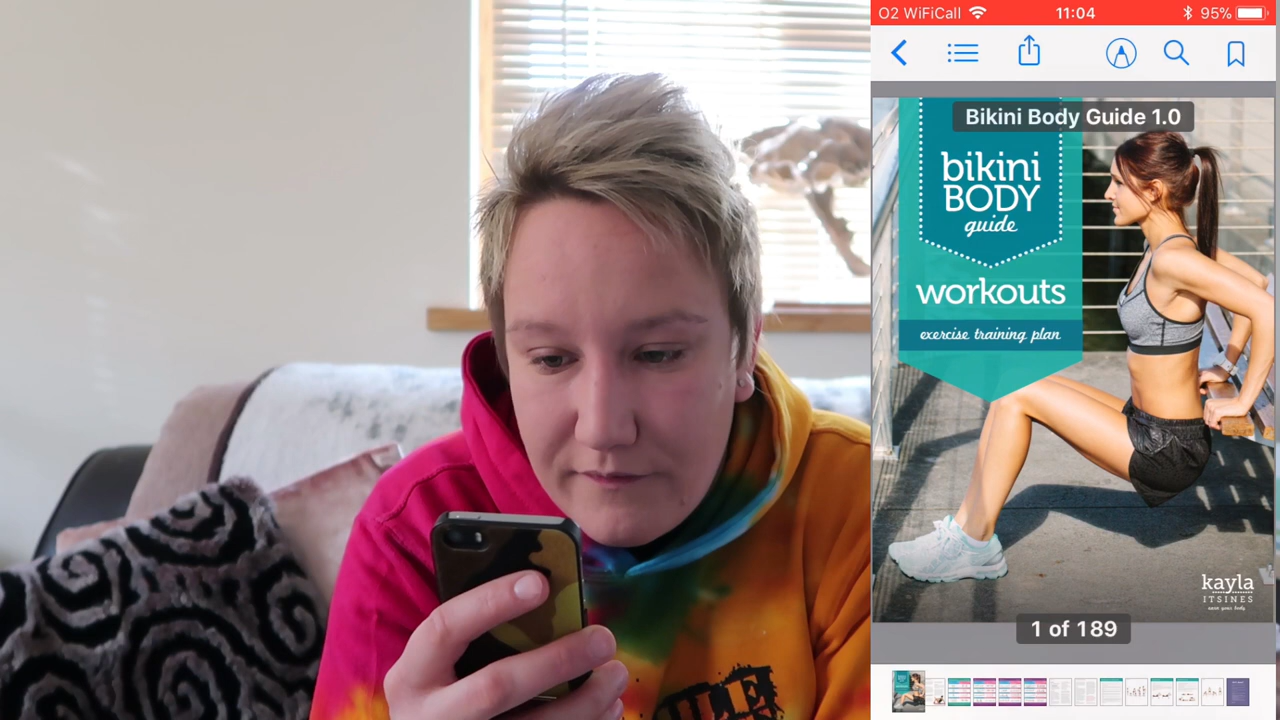 O2 WiFiCall 11:04 95%
Bikini Body Guide 1.0
bikini
BODY
guide
workouts
exercise training plan
kayla
ITSINES
1 of 189